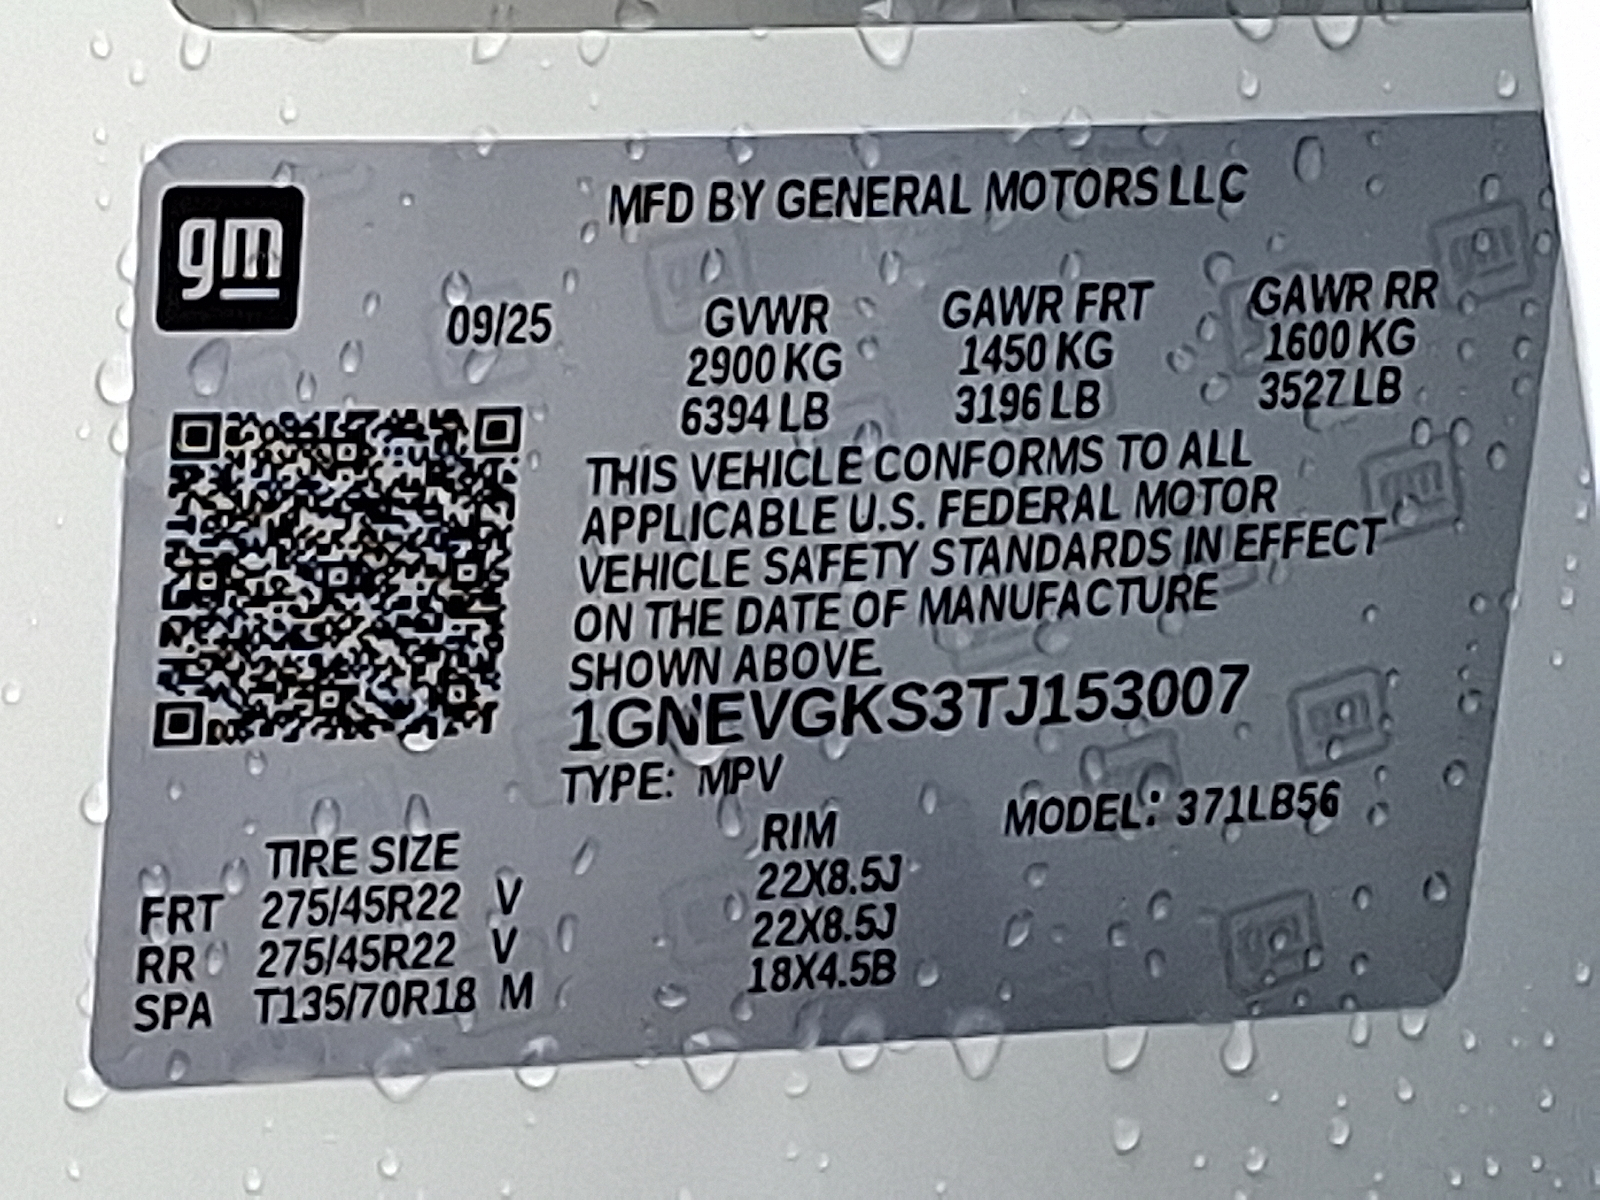 gm
MFD BY GENERAL MOTORS LLC
09/25
GVWR GAWR FRT GAWR RR
2900 KG 1450 KG 1600 KG
6394 LB 3196 LB 3527 LB
THIS VEHICLE CONFORMS TO ALL
APPLICABLE U.S. FEDERAL MOTOR
VEHICLE SAFETY STANDARDS IN EFFECT
ON THE DATE OF MANUFACTURE
SHOWN ABOVE.
1GNEVGKS3TJ153007
TYPE: MPV MODEL: 371LB56
TIRE SIZE RIM
FRT 275/45R22 V 22X8.5J
RR 275/45R22 V 22X8.5J
SPA T135/70R18 M 18X4.5B